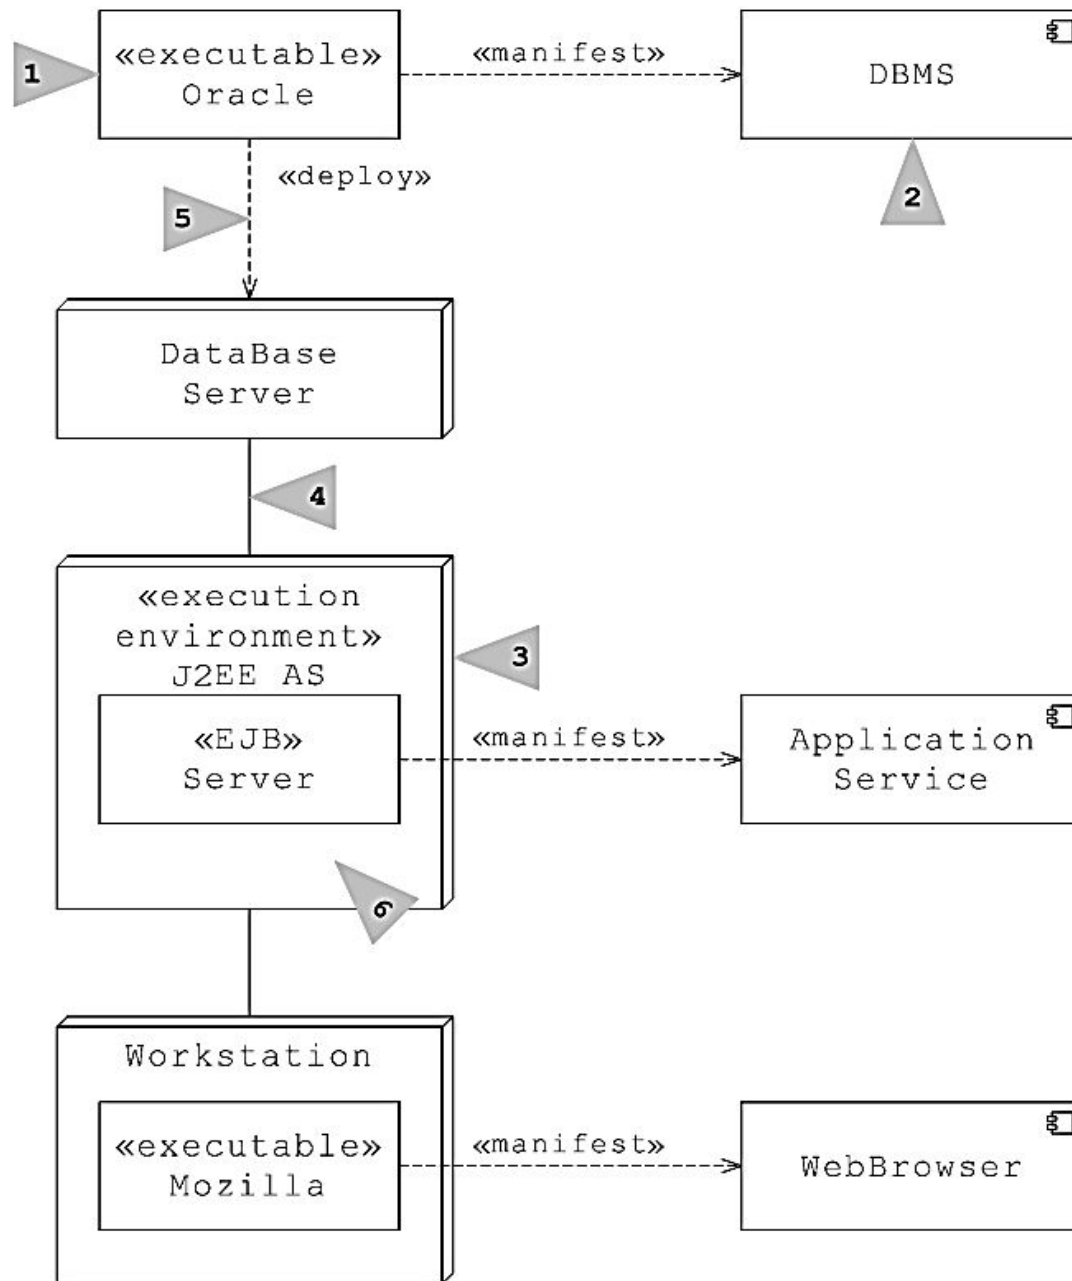 «executable»
Oracle
«manifest»
DBMS
1
2
«deploy»
5
DataBase
Server
4
«execution
environment»
J2EE AS
3
«EJB»
Server
«manifest»
Application
Service
6
Workstation
«executable»
Mozilla
«manifest»
WebBrowser